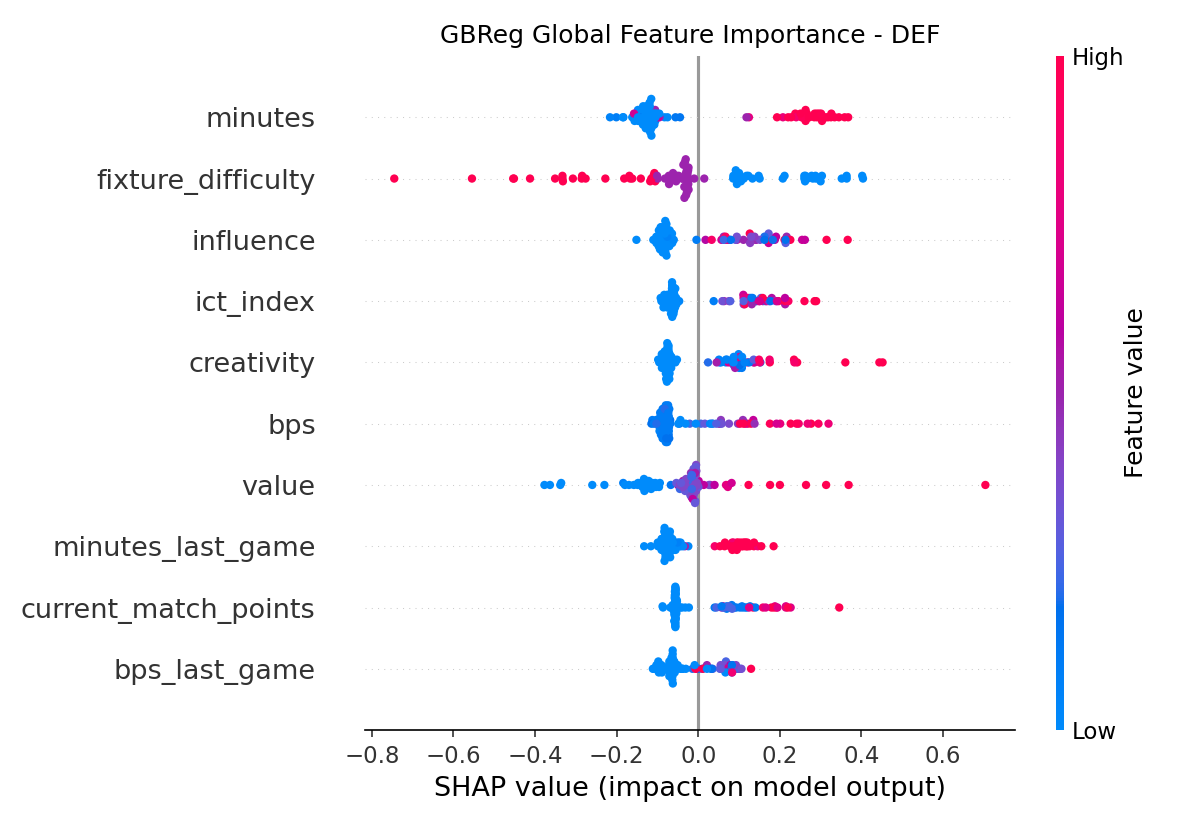 GBReg Global Feature Importance - DEF
High
minutes
fixture_difficulty
influence
ict_index
creativity
bps
value
minutes_last_game
current_match_points
bps_last_game
Feature value
Low
−0.8 −0.6 −0.4 −0.2 0.0 0.2 0.4 0.6
SHAP value (impact on model output)